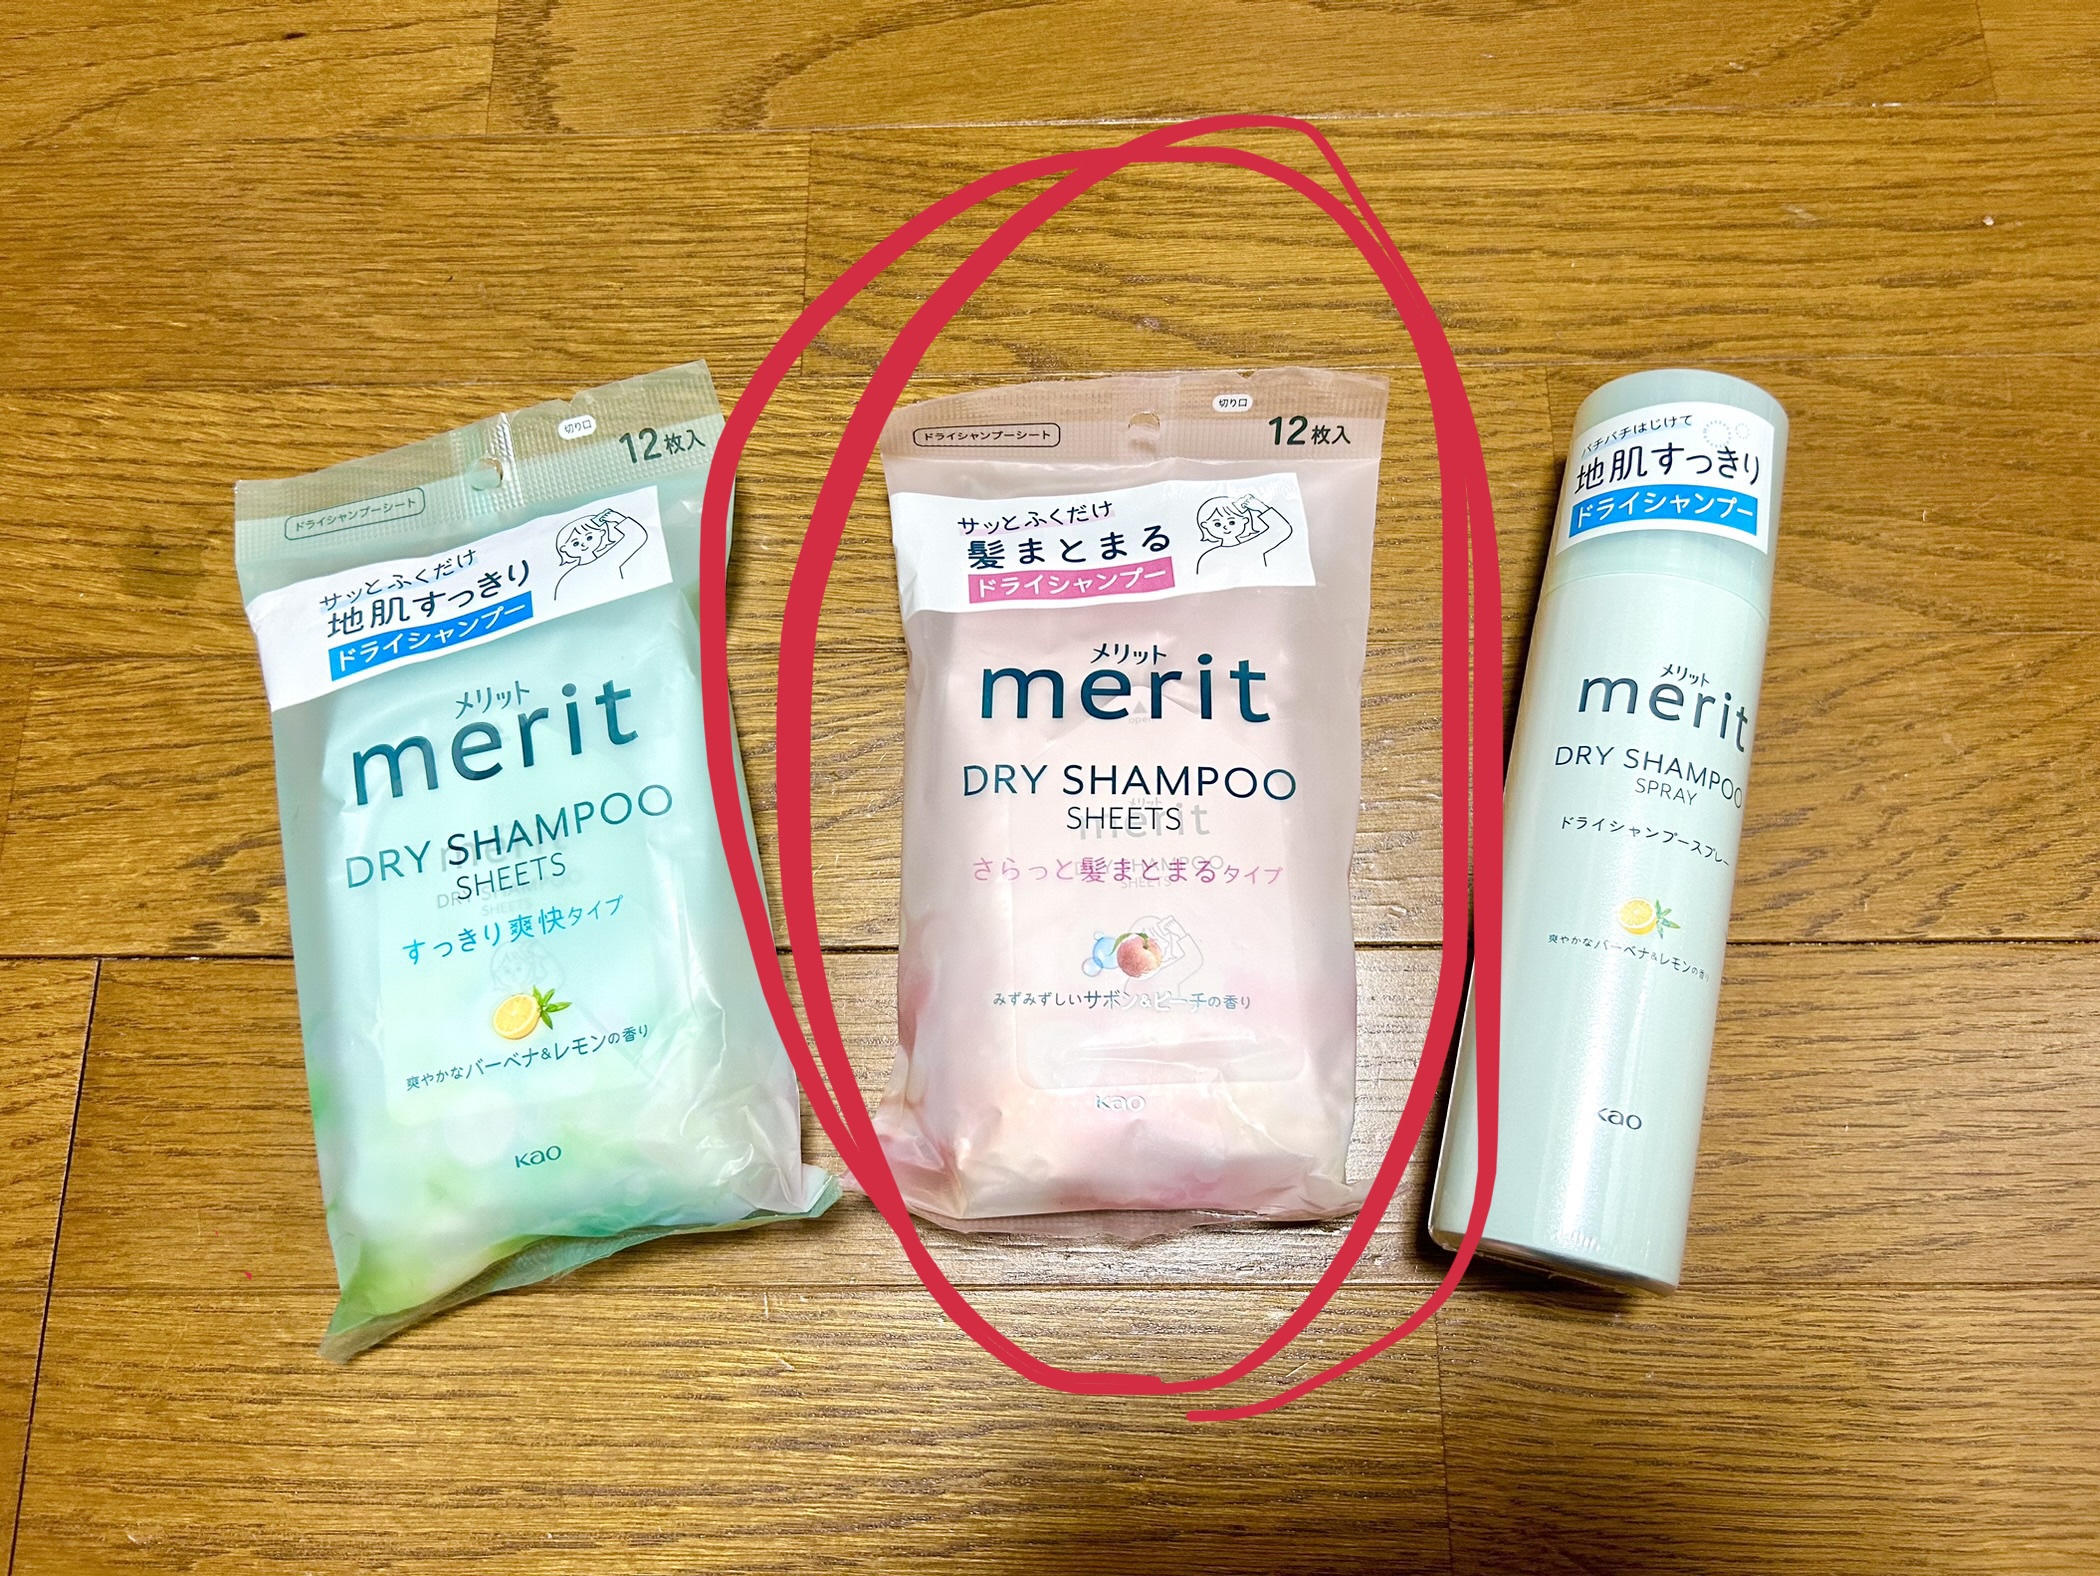 ドライシャンプーシート
切り口
12枚入
サッとふくだけ
地肌すっきり
ドライシャンプー
メリット
merit
DRY SHAMPOO
SHEETS
すっきり爽快タイプ
爽やかなバーベナ&レモンの香り
Kao
ドライシャンプーシート
切り口
12枚入
サッとふくだけ
髪まとまる
ドライシャンプー
メリット
merit
DRY SHAMPOO
SHEETS
さらっと髪まとまるタイプ
みずみずしいサボン&ピーチの香り
Kao
パチパチはじけて
地肌すっきり
ドライシャンプー
メリット
merit
DRY SHAMPOO
SPRAY
ドライシャンプースプレー
爽やかなバーベナ&レモンの香り
Kao